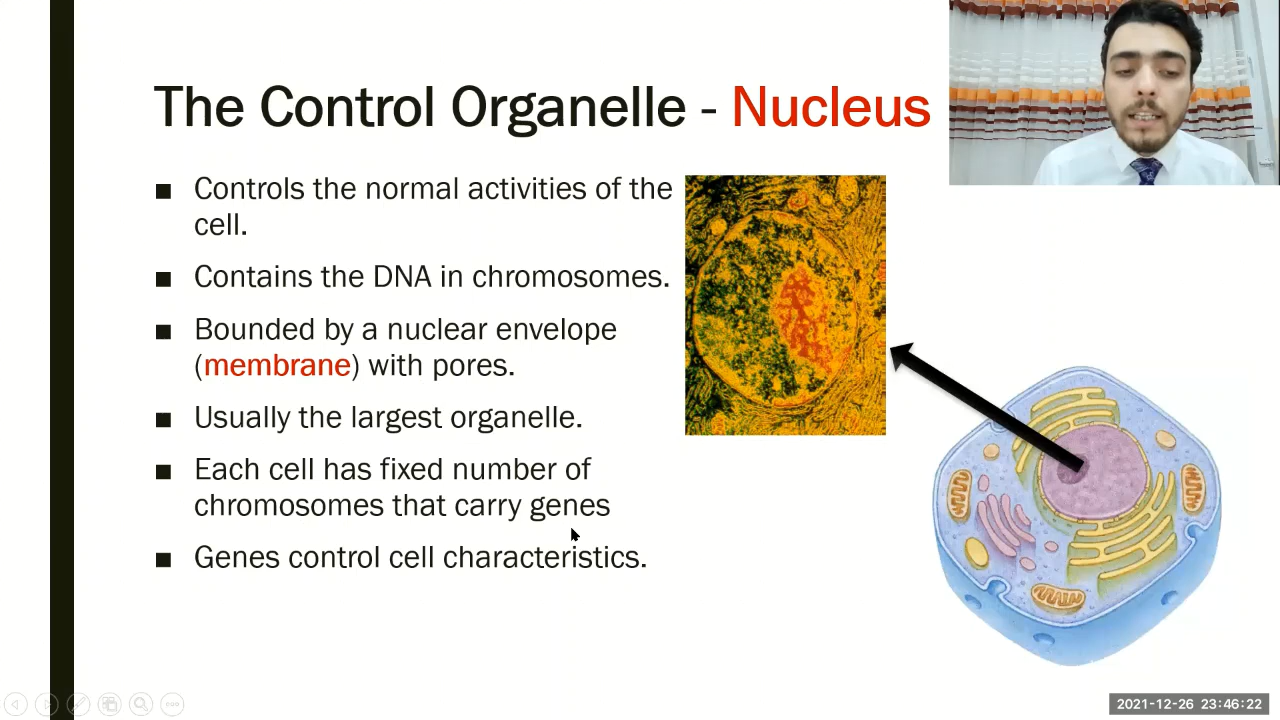 The Control Organelle - Nucleus
■ Controls the normal activities of the
cell.
■ Contains the DNA in chromosomes.
■ Bounded by a nuclear envelope
(membrane) with pores.
■ Usually the largest organelle.
■ Each cell has fixed number of
chromosomes that carry genes
■ Genes control cell characteristics.
2021-12-26 23:46:22